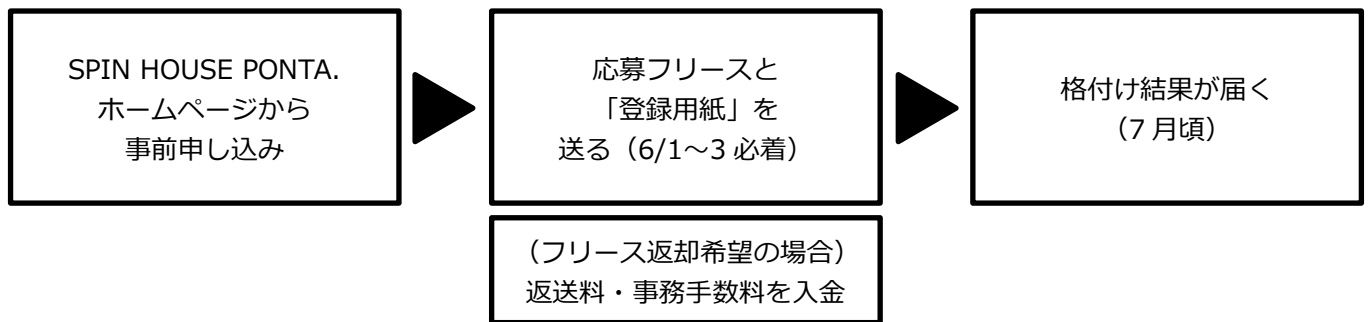 SPIN HOUSE PONTA.
ホームページから
事前申し込み
応募フリースと
「登録用紙」を
送る（6/1～3 必着）
（フリース返却希望の場合）
返送料・事務手数料を入金
格付け結果が届く
（7 月頃）